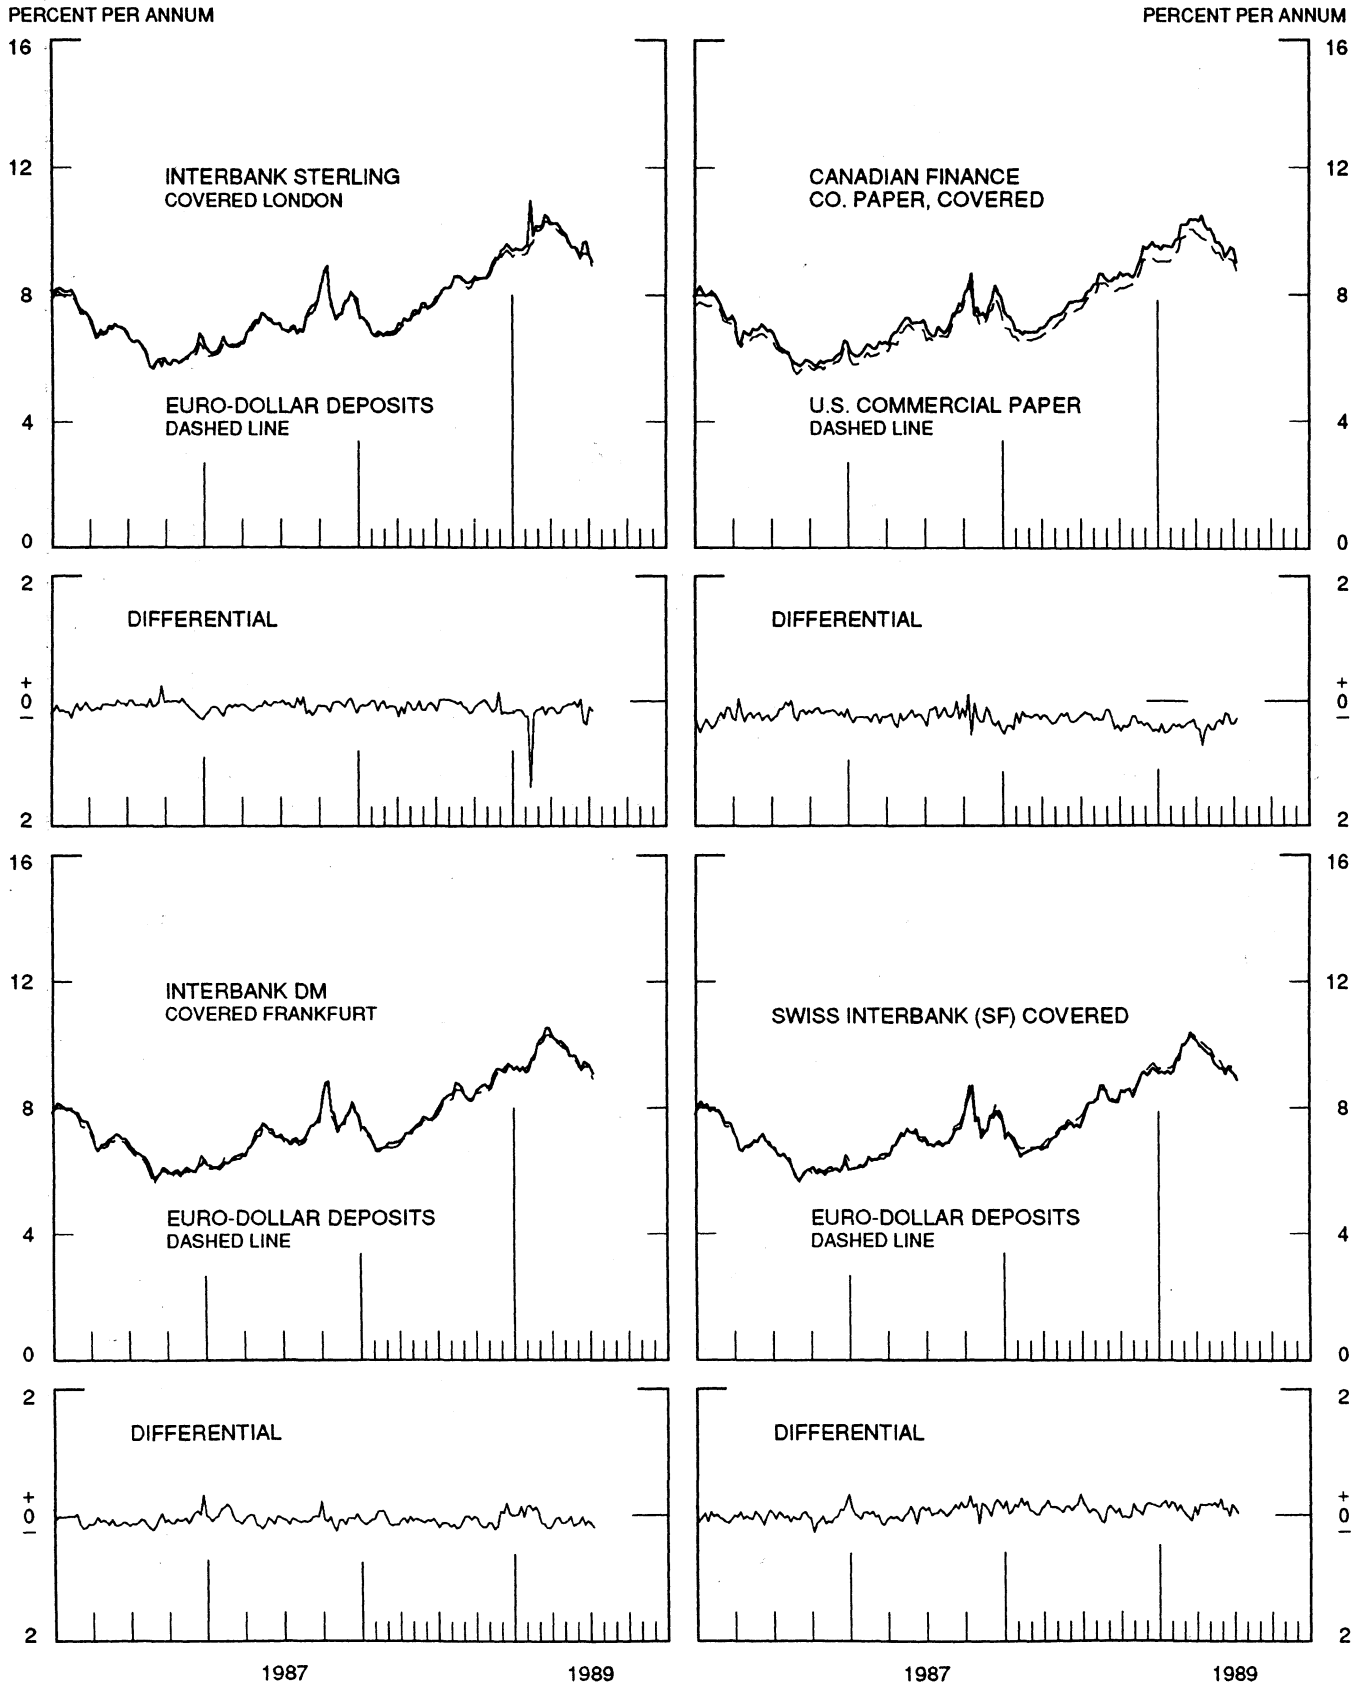 PERCENT PER ANNUM
PERCENT PER ANNUM
16
12
8
4
0
INTERBANK STERLING
COVERED LONDON
EURO-DOLLAR DEPOSITS
DASHED LINE
CANADIAN FINANCE
CO. PAPER, COVERED
U.S. COMMERCIAL PAPER
DASHED LINE
16
12
8
4
0
2
+
0
–
2
DIFFERENTIAL
DIFFERENTIAL
2
+
0
–
2
16
12
8
4
0
INTERBANK DM
COVERED FRANKFURT
EURO-DOLLAR DEPOSITS
DASHED LINE
SWISS INTERBANK (SF) COVERED
EURO-DOLLAR DEPOSITS
DASHED LINE
16
12
8
4
0
2
+
0
–
2
DIFFERENTIAL
DIFFERENTIAL
2
+
0
–
2
1987
1989
1987
1989